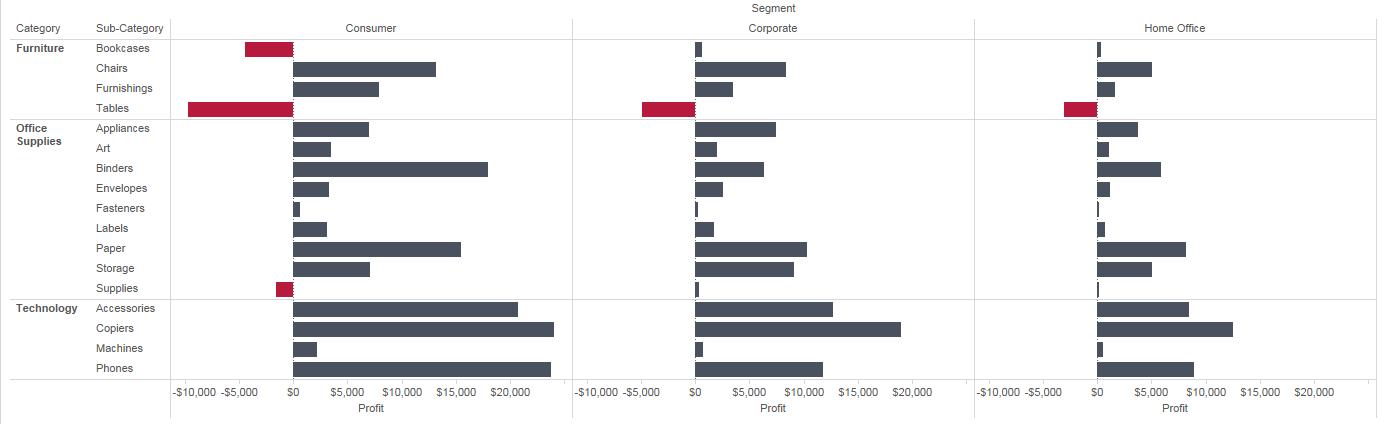 Segment
Category Sub-Category Consumer Corporate Home Office
Furniture Bookcases
Chairs
Furnishings
Tables
Office Supplies Appliances
Art
Binders
Envelopes
Fasteners
Labels
Paper
Storage
Supplies
Technology Accessories
Copiers
Machines
Phones
-$10,000 -$5,000 $0 $5,000 $10,000 $15,000 $20,000 -$10,000 -$5,000 $0 $5,000 $10,000 $15,000 $20,000 -$10,000 -$5,000 $0 $5,000 $10,000 $15,000 $20,000
Profit Profit Profit